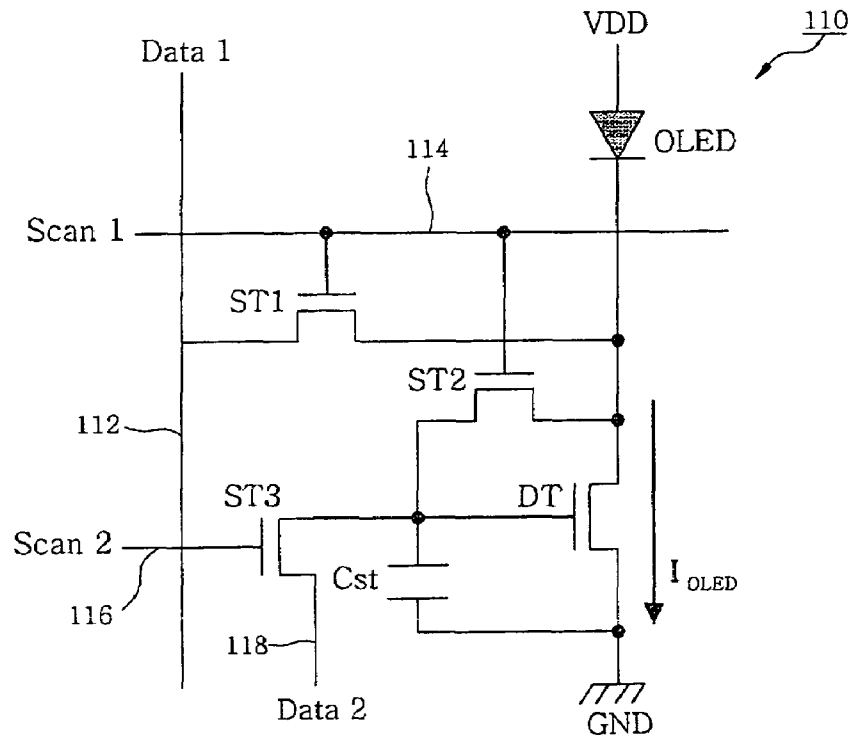 VDD
110
Data 1
OLED
114
Scan 1
ST1
ST2
112
ST3
DT
Scan 2
Cst
I OLED
116
118
Data 2
GND